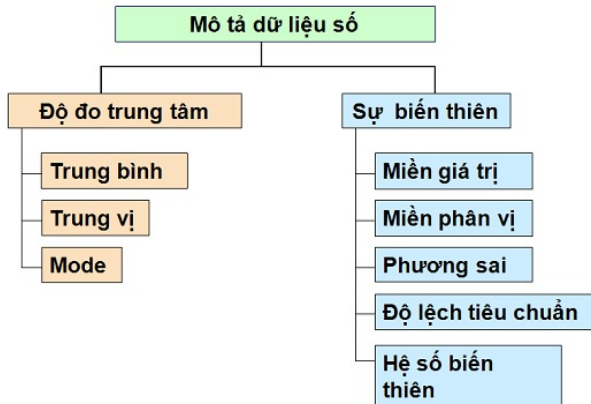 Mô tả dữ liệu số
Độ đo trung tâm
Trung bình
Trung vị
Mode
Sự biến thiên
Miền giá trị
Miền phân vị
Phương sai
Độ lệch tiêu chuẩn
Hệ số biến
thiên